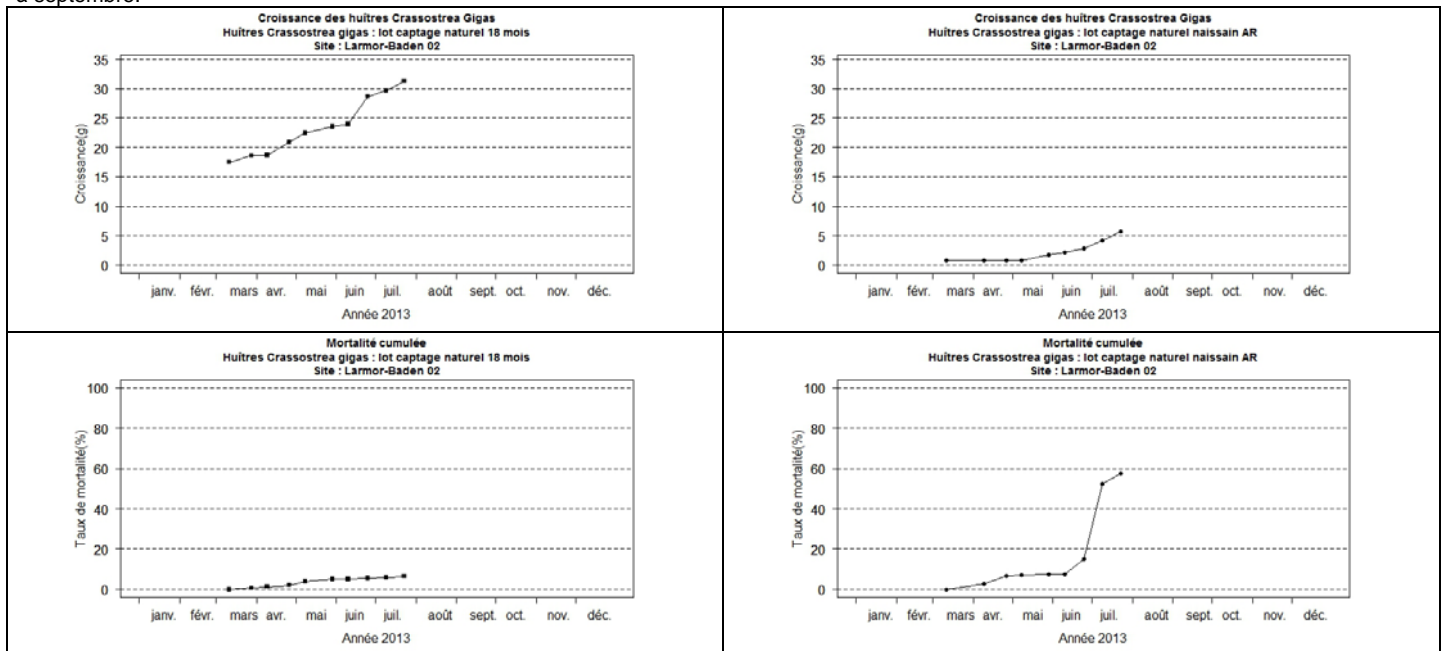 à septembre.
Croissance des huîtres Crassostrea Gigas
Huîtres Crassostrea gigas : lot captage naturel 18 mois
Site : Larmor-Baden 02
35
30
25
20
15
10
5
0
Croissance(g)
janv. févr. mars avr. mai juin juil. août sept. oct. nov. déc.
Année 2013
Croissance des huîtres Crassostrea Gigas
Huîtres Crassostrea gigas : lot captage naturel naissain AR
Site : Larmor-Baden 02
35
30
25
20
15
10
5
0
Croissance(g)
janv. févr. mars avr. mai juin juil. août sept. oct. nov. déc.
Année 2013
Mortalité cumulée
Huîtres Crassostrea gigas : lot captage naturel 18 mois
Site : Larmor-Baden 02
100
80
60
40
20
0
Taux de mortalité(%)
janv. févr. mars avr. mai juin juil. août sept. oct. nov. déc.
Année 2013
Mortalité cumulée
Huîtres Crassostrea gigas : lot captage naturel naissain AR
Site : Larmor-Baden 02
100
80
60
40
20
0
Taux de mortalité(%)
janv. févr. mars avr. mai juin juil. août sept. oct. nov. déc.
Année 2013